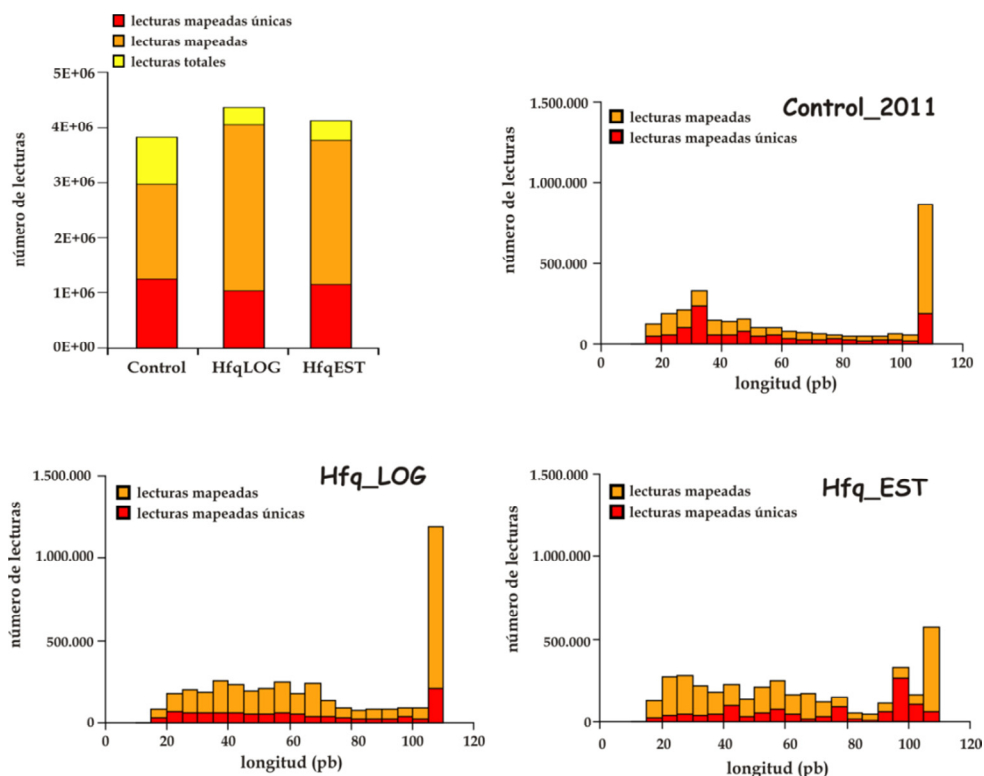 lecturas mapeadas únicas
lecturas mapeadas
lecturas totales
número de lecturas
5E+06
4E+06
3E+06
2E+06
1E+06
0E+00
Control HfqLOG HfqEST
Control_2011
lecturas mapeadas
lecturas mapeadas únicas
número de lecturas
1.500.000
1.000.000
500.000
0
0 20 40 60 80 100 120
longitud (pb)
Hfq_LOG
lecturas mapeadas
lecturas mapeadas únicas
número de lecturas
1.500.000
1.000.000
500.000
0
0 20 40 60 80 100 120
longitud (pb)
Hfq_EST
lecturas mapeadas
lecturas mapeadas únicas
número de lecturas
1.500.000
1.000.000
500.000
0
0 20 40 60 80 100 120
longitud (pb)